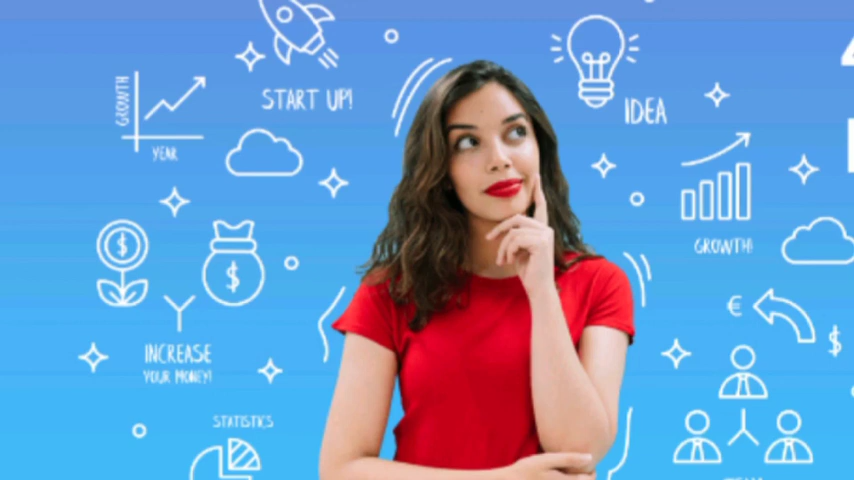 START UP!
IDEA
GROWTH
YEAR
GROWTH!
€
$
$
$
INCREASE
YOUR MONEY!
STATISTICS